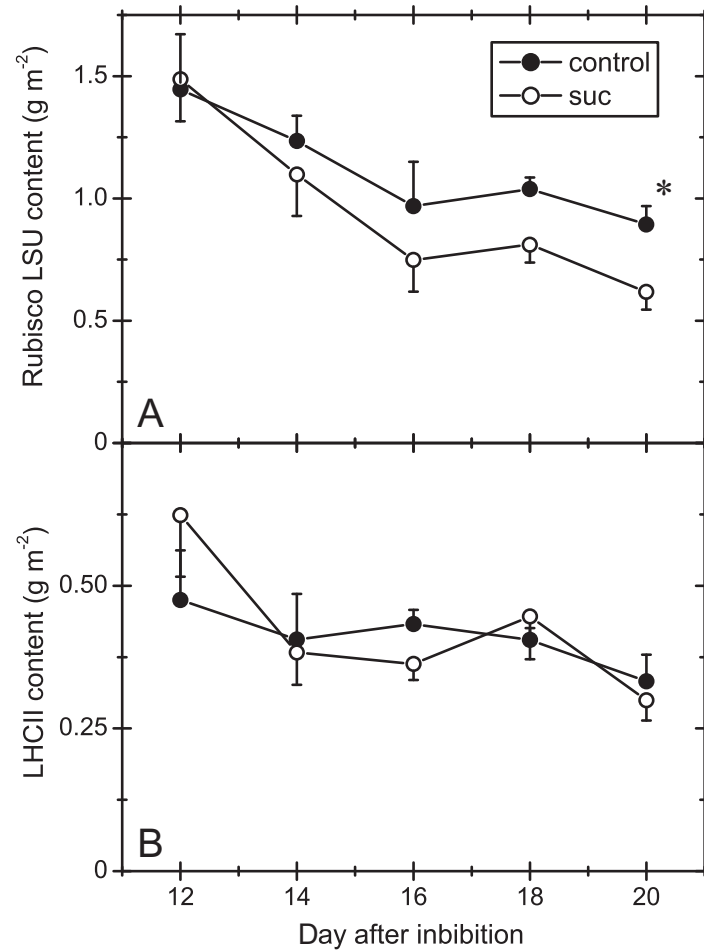 control
suc
1.5
1.0
0.5
0
Rubisco LSU content (g m-2)
*
A
0.50
0.25
0
LHCII content (g m-2)
B
12 14 16 18 20
Day after inbibition